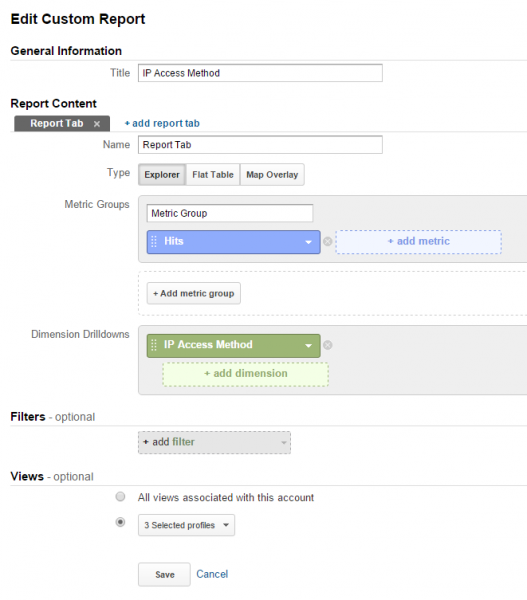 Edit Custom Report
General Information
Title IP Access Method
Report Content
Report Tab × + add report tab
Name Report Tab
Type Explorer Flat Table Map Overlay
Metric Groups
Metric Group
Hits + add metric
+ Add metric group
Dimension Drilldowns
IP Access Method
+ add dimension
Filters - optional
+ add filter
Views - optional
All views associated with this account
3 Selected profiles
Save Cancel